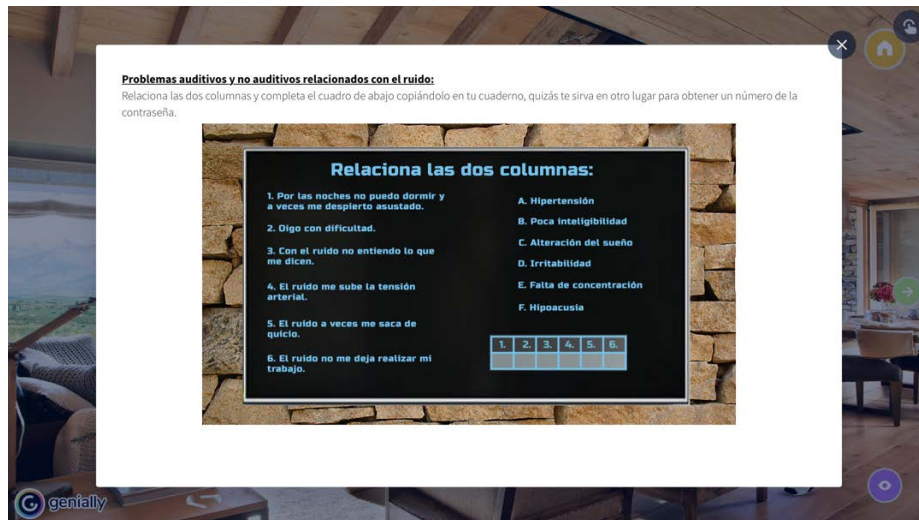 Problemas auditivos y no auditivos relacionados con el ruido:
Relaciona las dos columnas y completa el cuadro de abajo copiándolo en tu cuaderno, quizás te sirva en otro lugar para obtener un número de la
contraseña.
Relaciona las dos columnas:
1. Por las noches no puedo dormir y
a veces me despierto asustado.
2. Oigo con dificultad.
3. Con el ruido no entiendo lo que
me dicen.
4. El ruido me sube la tensión
arterial.
5. El ruido a veces me saca de
quicio.
6. El ruido no me deja realizar mi
trabajo.
A. Hipertensión
B. Poca inteligibilidad
C. Alteración del sueño
D. Irritabilidad
E. Falta de concentración
F. Hipoacusia
1. 2. 3. 4. 5. 6.
genially